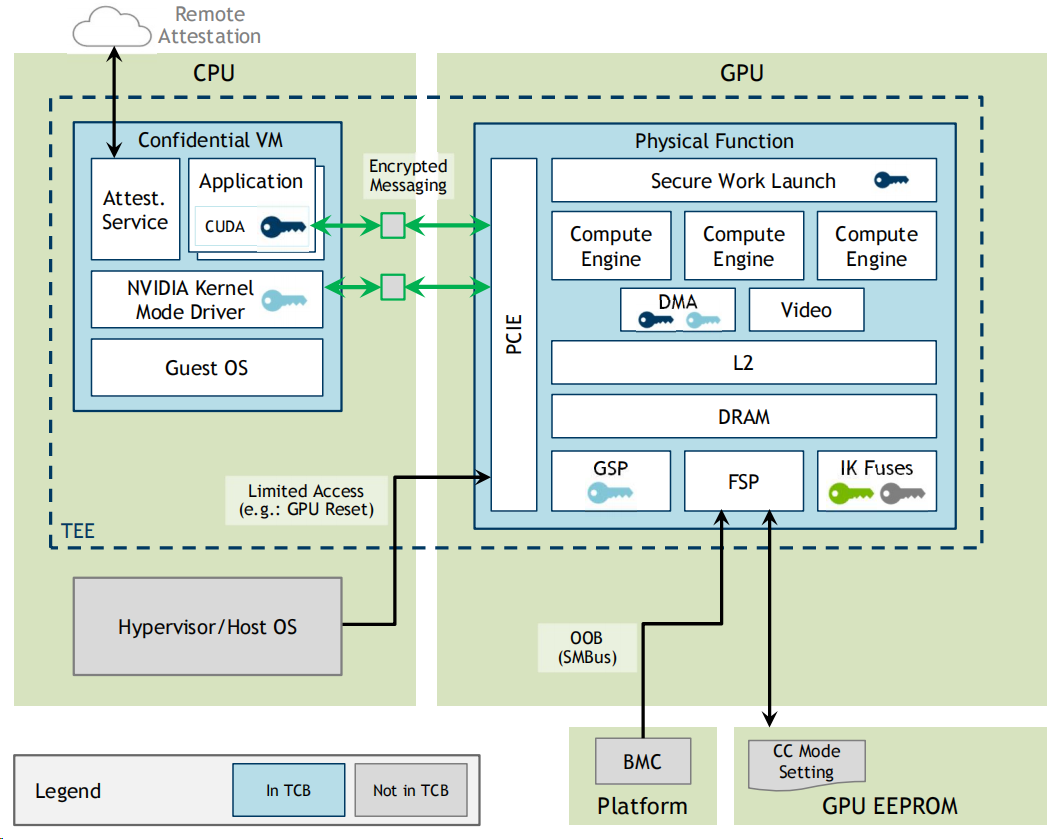 Remote
Attestation
CPU
GPU
Confidential VM
Attest.
Service
Application
CUDA
NVIDIA Kernel
Mode Driver
Guest OS
Encrypted
Messaging
Physical Function
PCIE
Secure Work Launch
Compute
Engine
Compute
Engine
Compute
Engine
DMA
Video
L2
DRAM
GSP
FSP
IK Fuses
Limited Access
(e.g.: GPU Reset)
TEE
Hypervisor/Host OS
OOB
(SMBus)
BMC
Platform
CC Mode
Setting
GPU EEPROM
Legend
In TCB
Not in TCB